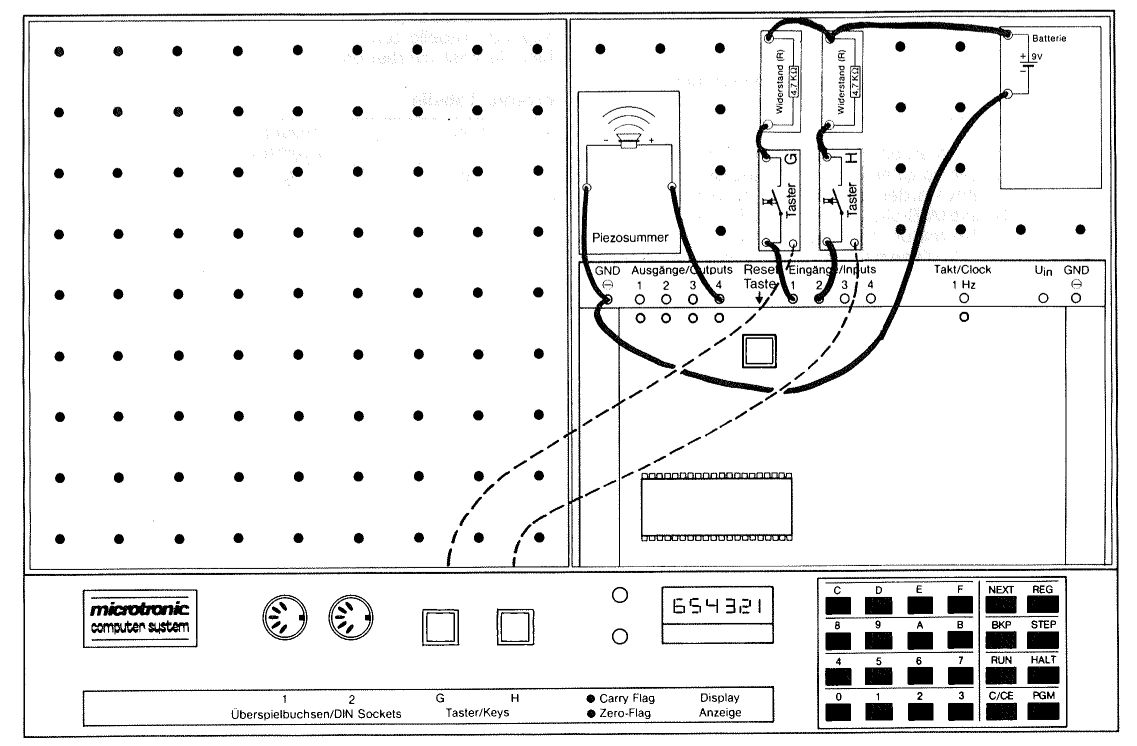 Batterie
+ 9V
−
Widerstand (R)
4,7 KΩ
Widerstand (R)
4,7 KΩ
− +
Piezosummer
G
Taster
H
Taster
GND Ausgänge/Outputs Reset Eingänge/Inputs Takt/Clock Uin GND
⊖ 1 2 3 4 Taste 1 2 3 4 1 Hz ⊖
microtronic
computer system
654321
C D E F NEXT REG
8 9 A B BKP STEP
4 5 6 7 RUN HALT
0 1 2 3 C/CE PGM
1 2 G H Carry Flag Display
Überspielbuchsen/DIN Sockets Taster/Keys Zero-Flag Anzeige